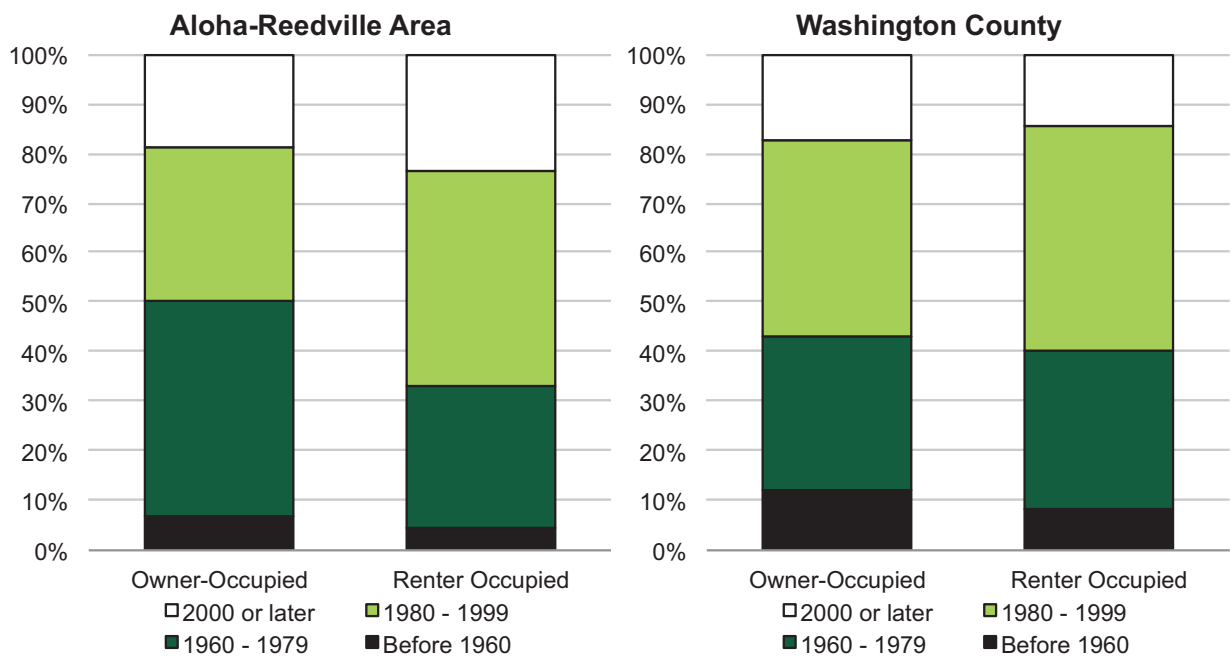 Aloha-Reedville Area
100%
90%
80%
70%
60%
50%
40%
30%
20%
10%
0%
Owner-Occupied Renter Occupied
2000 or later 1980 - 1999
1960 - 1979 Before 1960
Washington County
100%
90%
80%
70%
60%
50%
40%
30%
20%
10%
0%
Owner-Occupied Renter Occupied
2000 or later 1980 - 1999
1960 - 1979 Before 1960